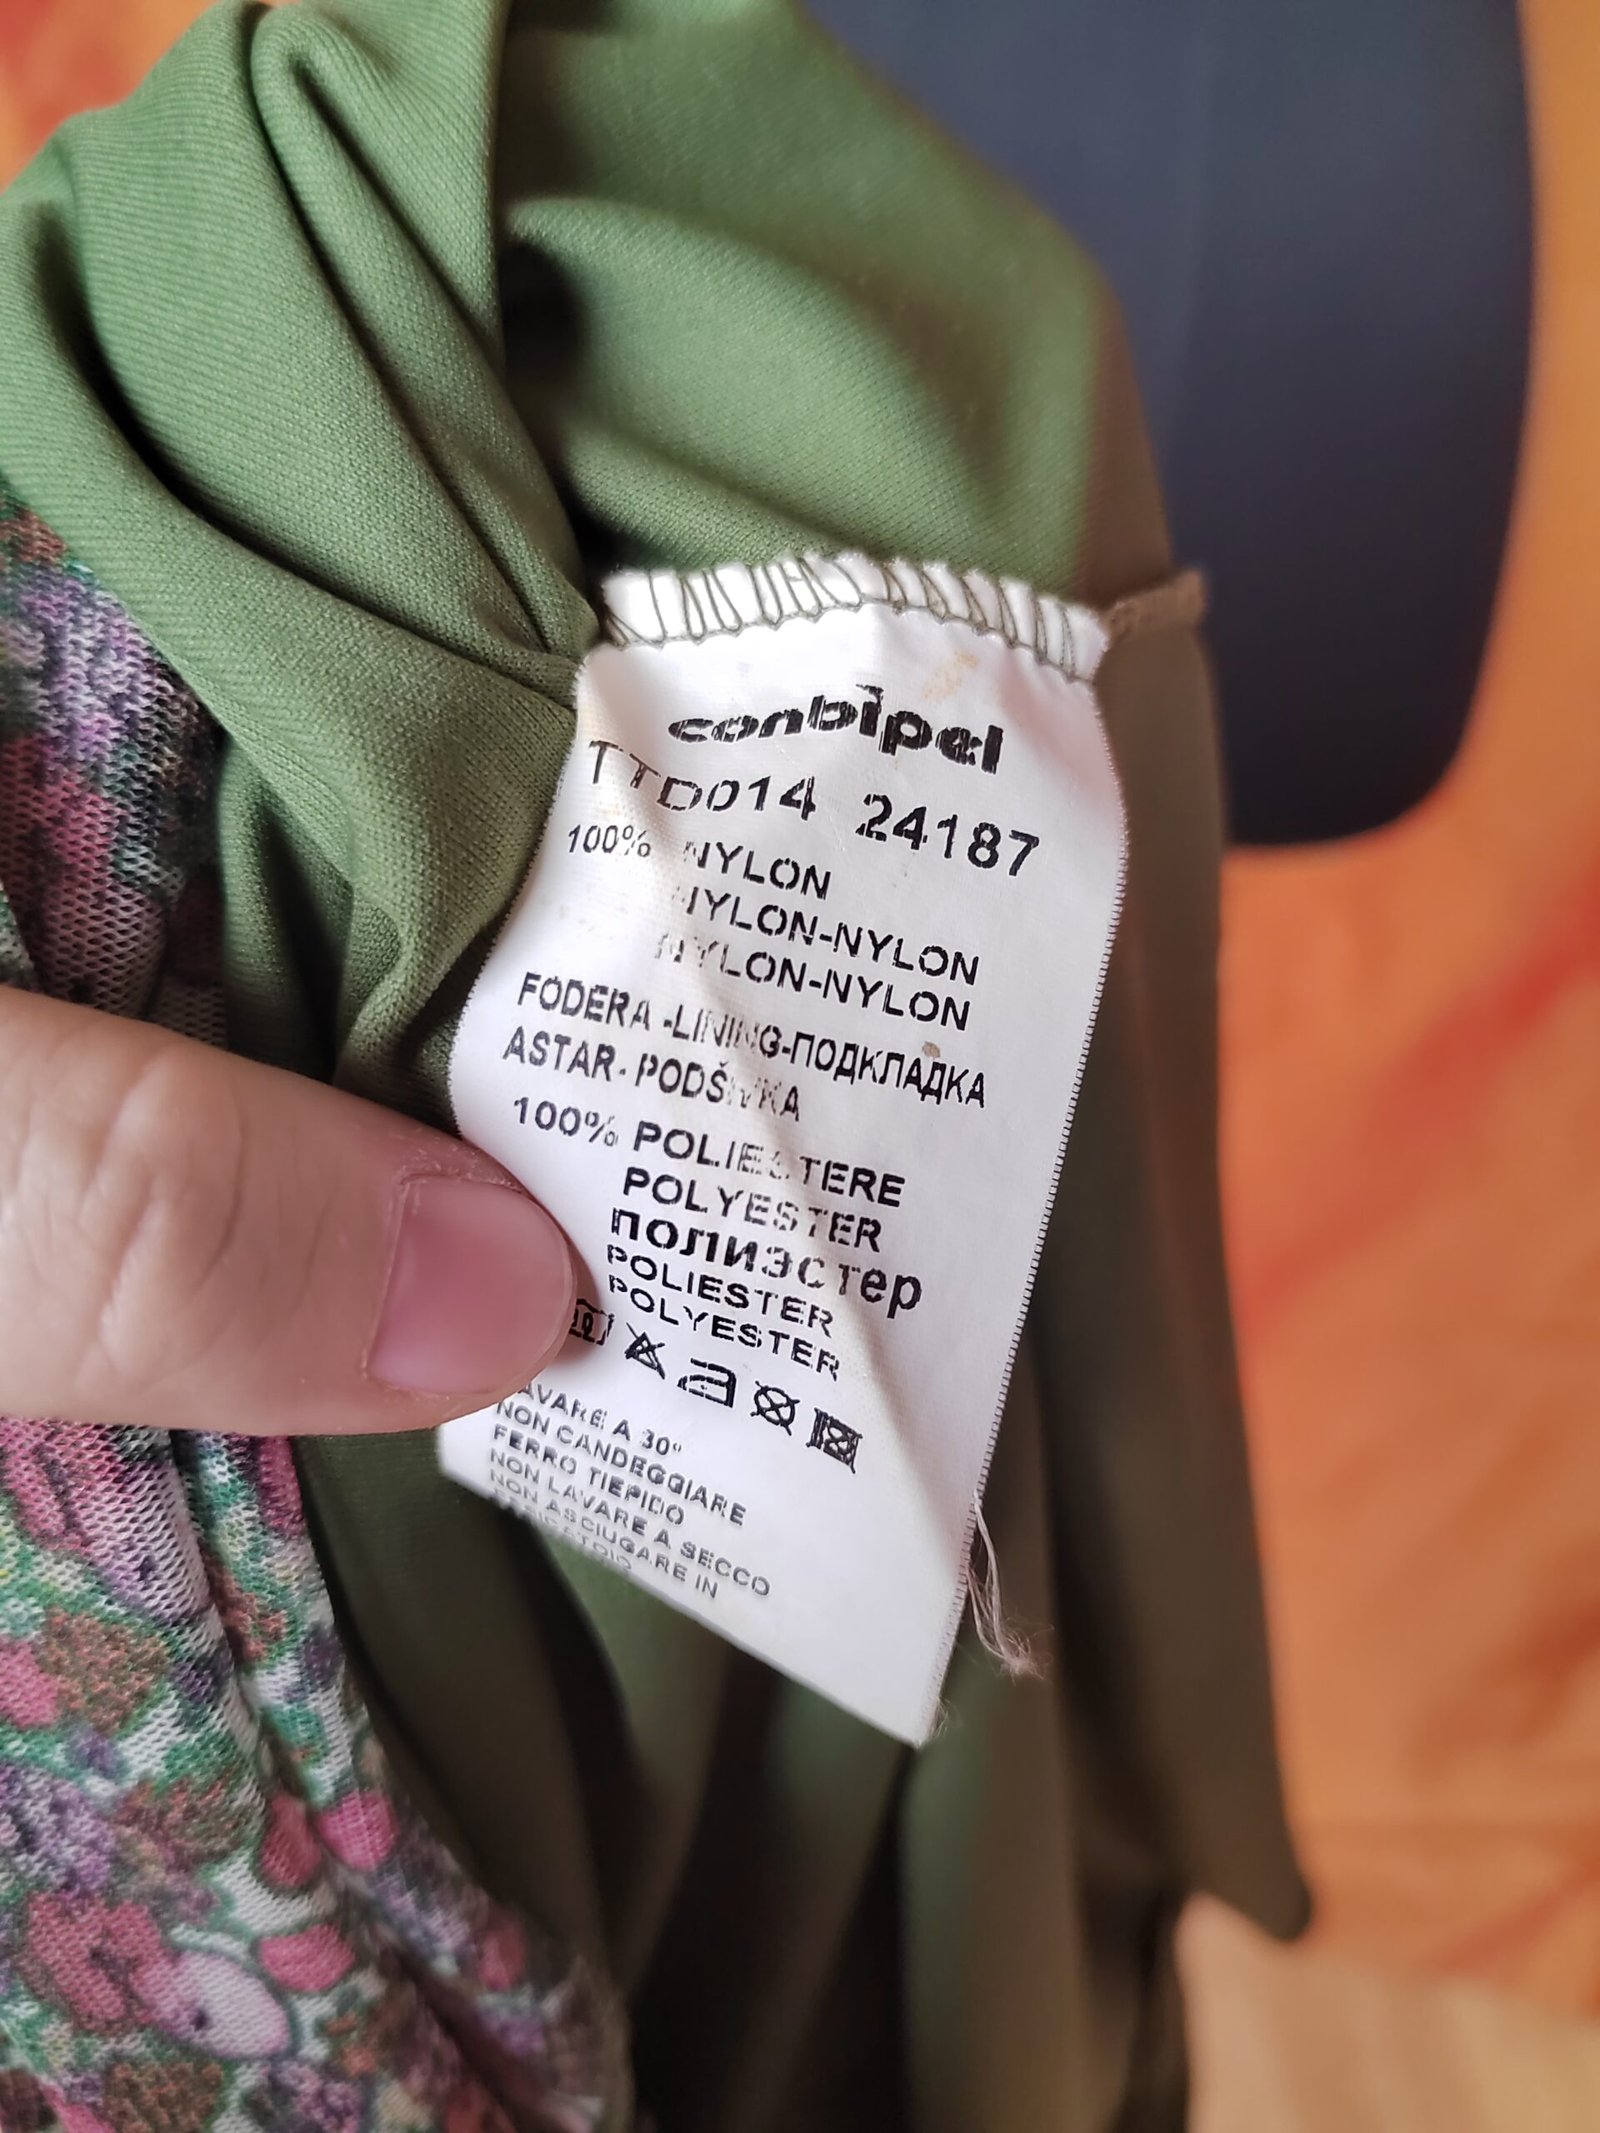 conbipel
TTD014 24187
100% NYLON
NYLON-NYLON
NYLON-NYLON
FODERA -LINING-ПОДКЛАДКА
ASTAR-PODŠIVKA
100% POLIESTERE
POLYESTER
полиэстер
POLIESTER
POLYESTER
LAVARE A 30°
NON CANDEGGIARE
FERRO TIEPIDO
NON LAVARE A SECCO
NON ASCIUGARE IN
ESSICATOIO